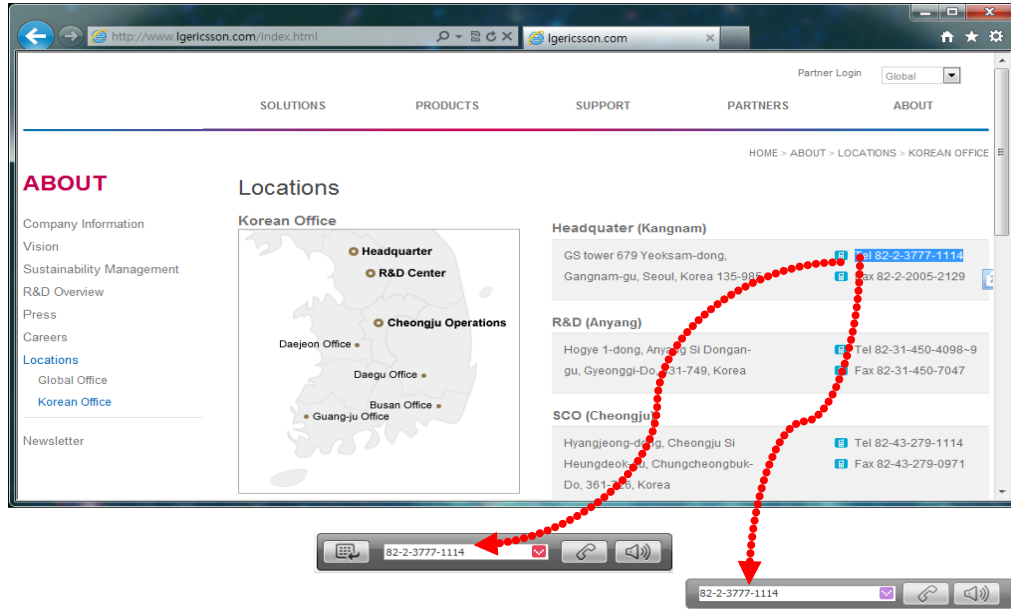 http://www.lgericsson.com/index.html
lgericsson.com
Partner Login Global
SOLUTIONS PRODUCTS SUPPORT PARTNERS ABOUT
HOME > ABOUT > LOCATIONS > KOREAN OFFICE
ABOUT
Company Information
Vision
Sustainability Management
R&D Overview
Press
Careers
Locations
Global Office
Korean Office
Newsletter
Locations
Korean Office
Headquarter
R&D Center
Cheongju Operations
Daejeon Office
Daegu Office
Busan Office
Guang-ju Office
Headquater (Kangnam)
GS tower 679 Yeoksam-dong,
Gangnam-gu, Seoul, Korea
Tel 82-2-3777-1114
Fax 82-2-2005-2129
R&D (Anyang)
Hogye 1-dong, Anyang Si Dongan-
gu, Gyeonggi-Do, Korea
Tel 82-31-450-4098~9
Fax 82-31-450-7047
SCO (Cheongju)
Hyangjeong-dong, Cheongju Si
Heungdeok-gu, Chungcheongbuk-
Do, Korea
Tel 82-43-279-1114
Fax 82-43-279-0971
82-2-3777-1114
82-2-3777-1114